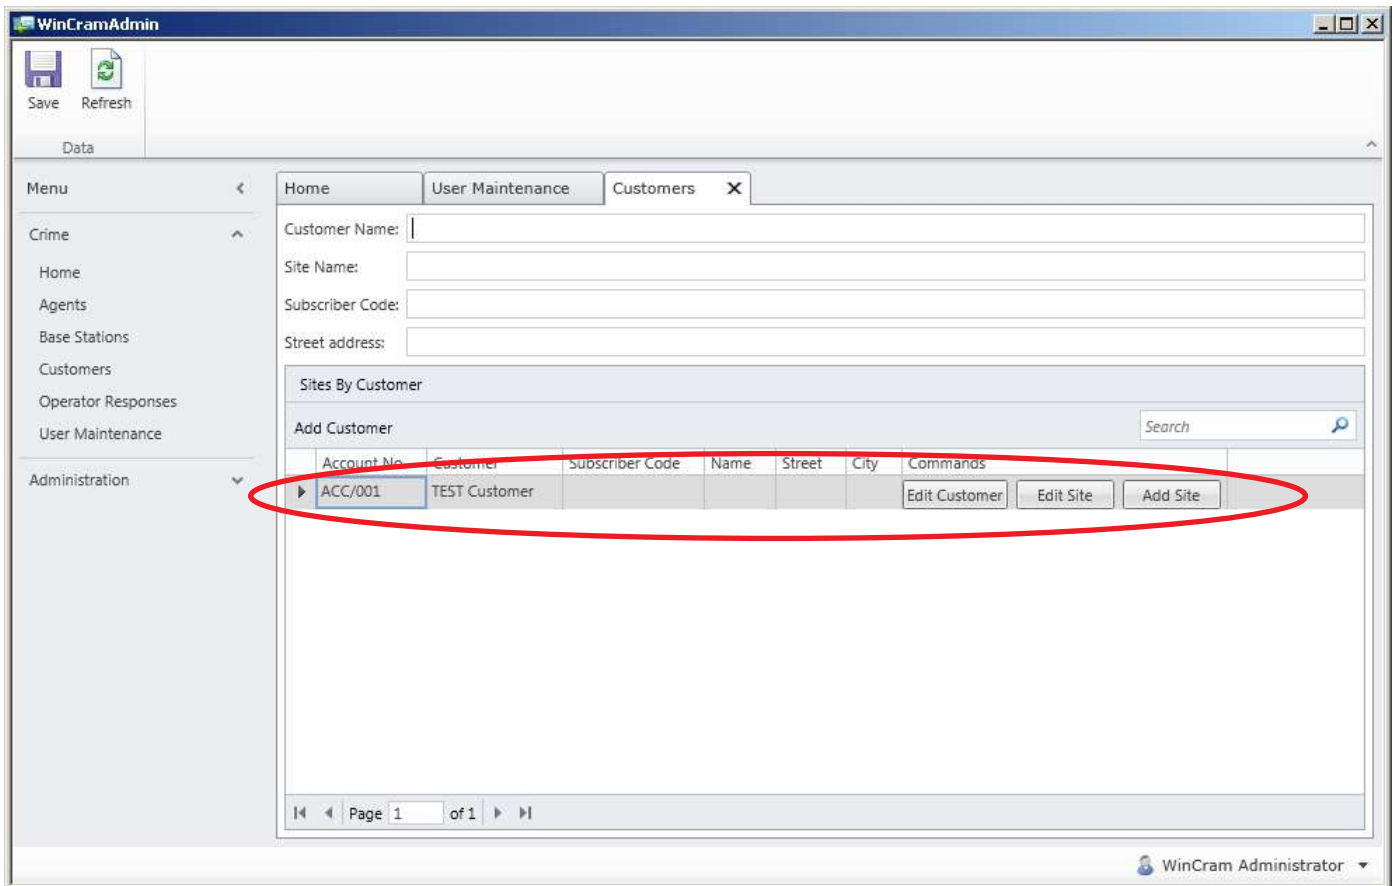 WinCramAdmin
Save Refresh
Data
Menu
Crime
Home
Agents
Base Stations
Customers
Operator Responses
User Maintenance
Administration
Home User Maintenance Customers X
Customer Name:
Site Name:
Subscriber Code:
Street address:
Sites By Customer
Add Customer Search
Account No Customer Subscriber Code Name Street City Commands
ACC/001 TEST Customer Edit Customer Edit Site Add Site
Page 1 of 1
WinCram Administrator